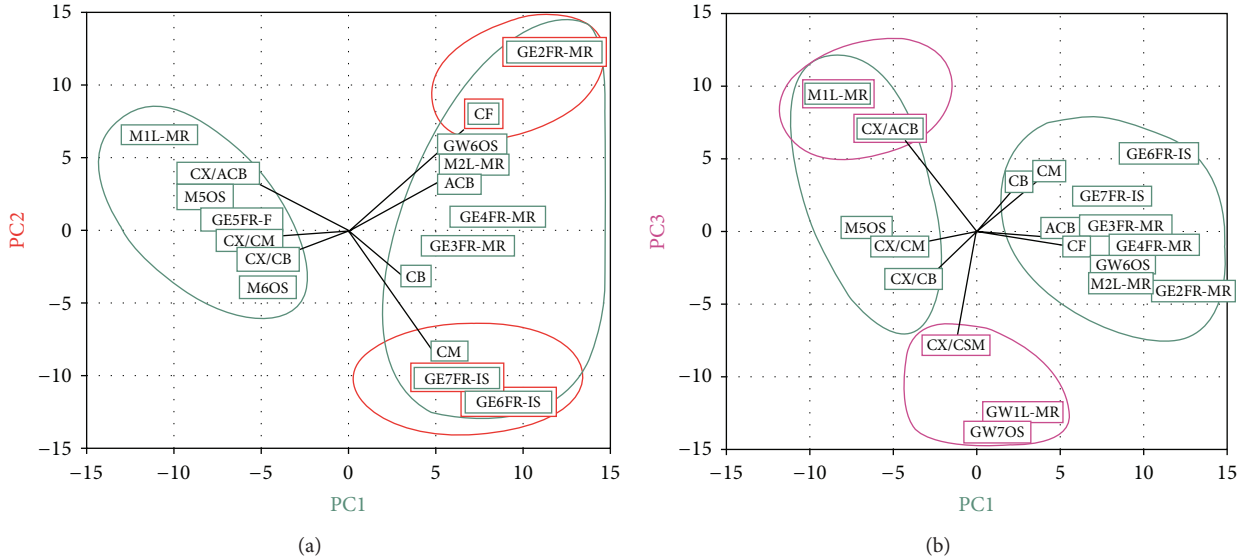 15
10
5
0
−5
−10
−15
PC2
GE2FR-MR
CF
M1L-MR
GW6OS
M2L-MR
CX/ACB
ACB
M5OS
GE5FR-F
GE4FR-MR
CX/CM
GE3FR-MR
CX/CB
CB
M6OS
CM
GE7FR-IS
GE6FR-IS
−15 −10 −5 0 5 10 15
PC1
(a)
15
10
5
0
−5
−10
−15
PC3
M1L-MR
CX/ACB
GE6FR-IS
CM
CB
GE7FR-IS
M5OS
ACB
GE3FR-MR
CX/CM
CF
GE4FR-MR
GW6OS
CX/CB
M2L-MR
GE2FR-MR
CX/CSM
GW1L-MR
GW7OS
−15 −10 −5 0 5 10 15
PC1
(b)